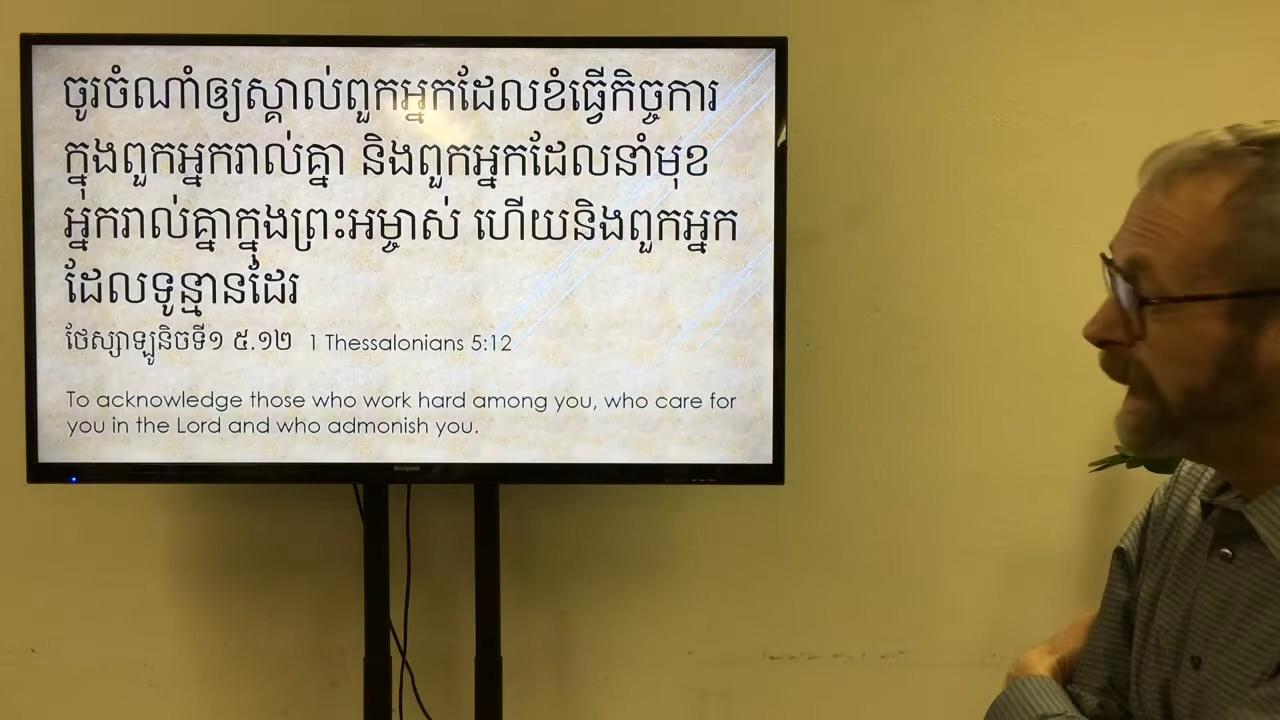 ចូរចំណាំឲ្យស្គាល់ពួកអ្នកដែលខំធ្វើកិច្ចការ
ក្នុងពួកអ្នករាល់គ្នា និងពួកអ្នកដែលនាំមុខ
អ្នករាល់គ្នាក្នុងព្រះអម្ចាស់ ហើយនិងពួកអ្នក
ដែលទូន្មានដែរ
ថែស្សាឡូនិចទី១ ៥.១២ 1 Thessalonians 5:12
To acknowledge those who work hard among you, who care for
you in the Lord and who admonish you.